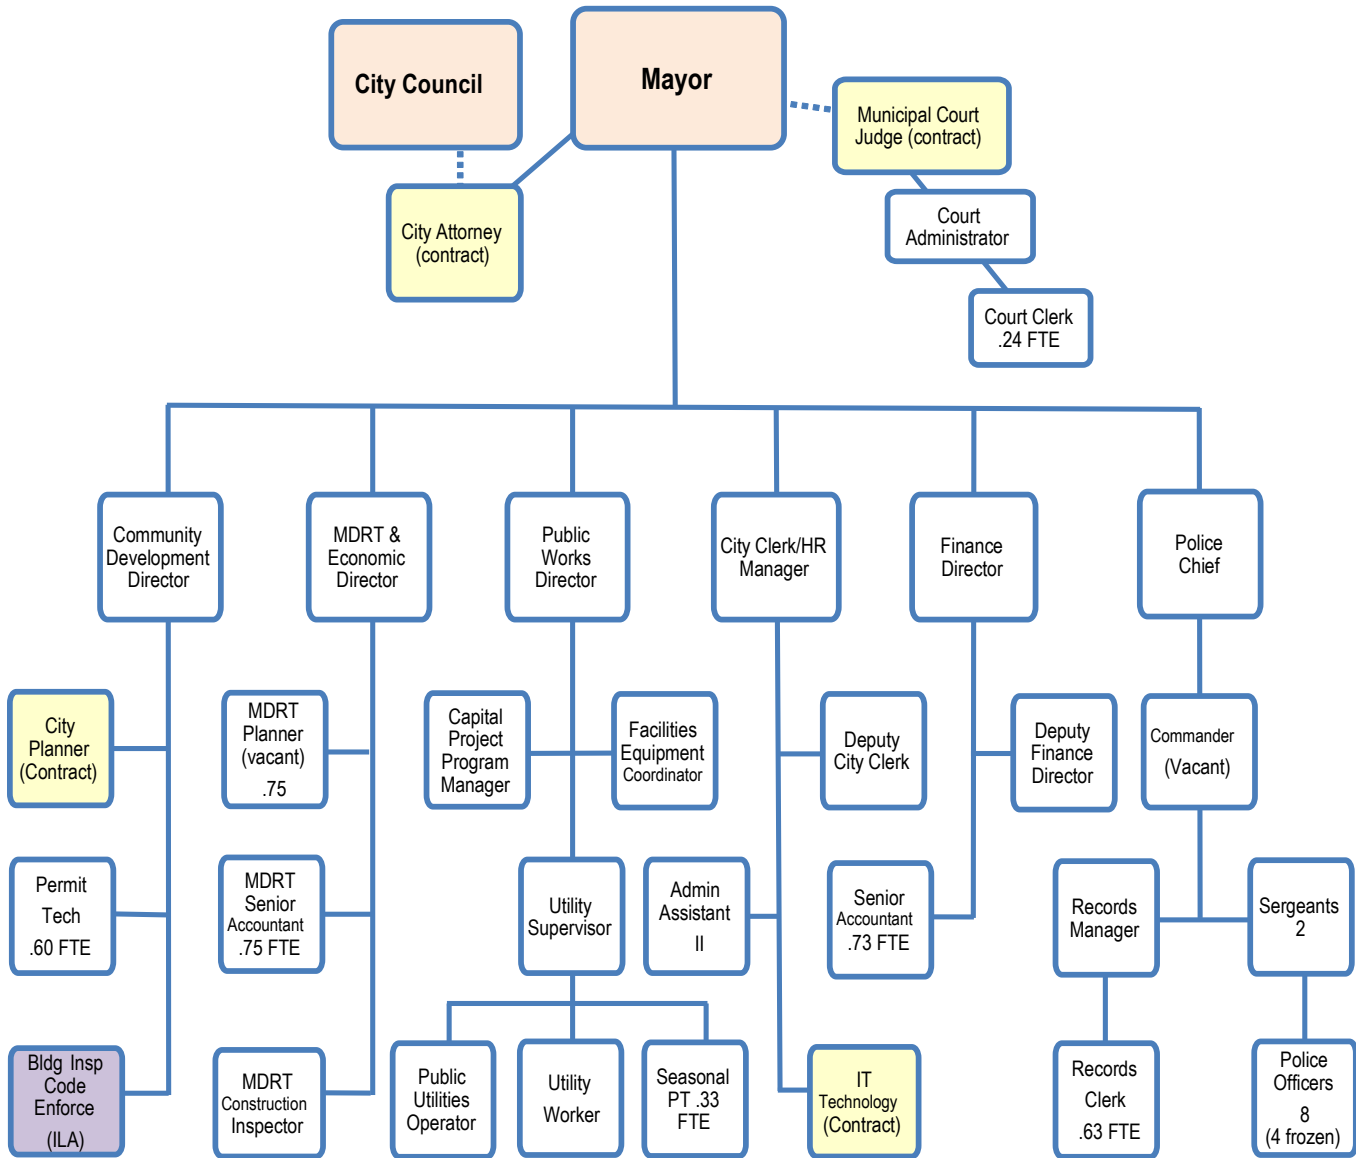 City Council
Mayor
Municipal Court
Judge (contract)
City Attorney
(contract)
Court
Administrator
Court Clerk
.24 FTE
Community
Development
Director
MDRT &
Economic
Director
Public
Works
Director
City Clerk/HR
Manager
Finance
Director
Police
Chief
City
Planner
(Contract)
MDRT
Planner
(vacant)
.75
Capital
Project
Program
Manager
Facilities
Equipment
Coordinator
Deputy
City Clerk
Deputy
Finance
Director
Commander
(Vacant)
Permit
Tech
.60 FTE
MDRT
Senior
Accountant
.75 FTE
Utility
Supervisor
Admin
Assistant
II
Senior
Accountant
.73 FTE
Records
Manager
Sergeants
2
Bldg Insp
Code
Enforce
(ILA)
MDRT
Construction
Inspector
Public
Utilities
Operator
Utility
Worker
Seasonal
PT .33
FTE
IT
Technology
(Contract)
Records
Clerk
.63 FTE
Police
Officers
8
(4 frozen)